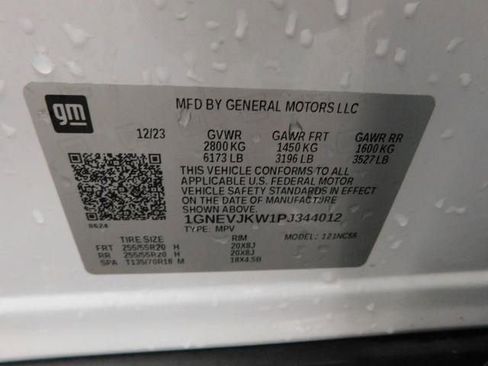 gm
MFD BY GENERAL MOTORS LLC
12/23 GVWR GAWR FRT GAWR RR
2800 KG 1450 KG 1600 KG
6173 LB 3196 LB 3527 LB
THIS VEHICLE CONFORMS TO ALL
APPLICABLE U.S. FEDERAL MOTOR
VEHICLE SAFETY STANDARDS IN EFFECT
ON THE DATE OF MANUFACTURE
1GNEVJKW1PJ344012
TYPE: MPV MODEL: 1NC56
TIRE SIZE RIM
FRT 255/55R20 H 20X8J
RR 255/55R20 H 20X8J
SPA T135/70R18 M 18X4.5B